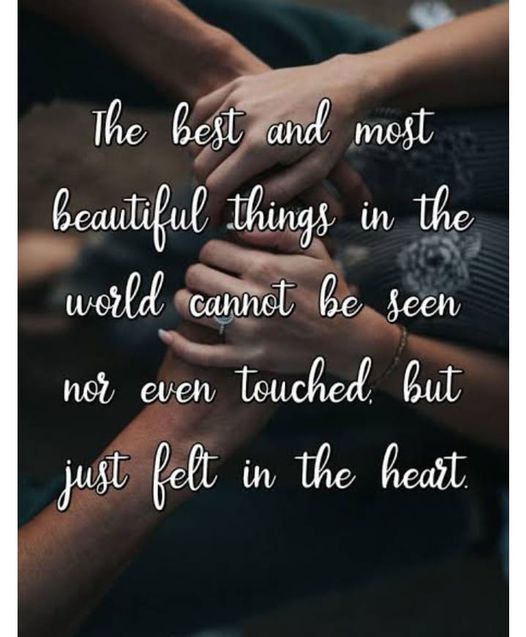 The best and most
beautiful things in the
world cannot be seen
nor even touched, but
just felt in the heart.